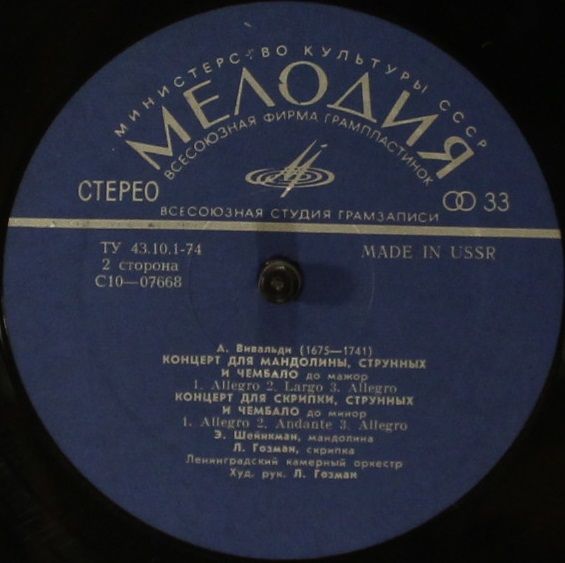 МИНИСТЕРСТВО КУЛЬТУРЫ СССР
МЕЛОДИЯ
ВСЕСОЮЗНАЯ ФИРМА ГРАМПЛАСТИНОК
СТЕРЕО
33
ВСЕСОЮЗНАЯ СТУДИЯ ГРАМЗАПИСИ
ТУ 43.10.1-74
MADE IN USSR
2 сторона
С10—07668
А. Вивальди (1675—1741)
КОНЦЕРТ ДЛЯ МАНДОЛИНЫ, СТРУННЫХ
И ЧЕМБАЛО до мажор
1. Allegro 2. Largo 3. Allegro
КОНЦЕРТ ДЛЯ СКРИПКИ, СТРУННЫХ
И ЧЕМБАЛО до минор
1. Allegro 2. Andante 3. Allegro
Э. Шейнкман, мандолина
Л. Гозман, скрипка
Ленинградский камерный оркестр
Худ. рук. Л. Гозман